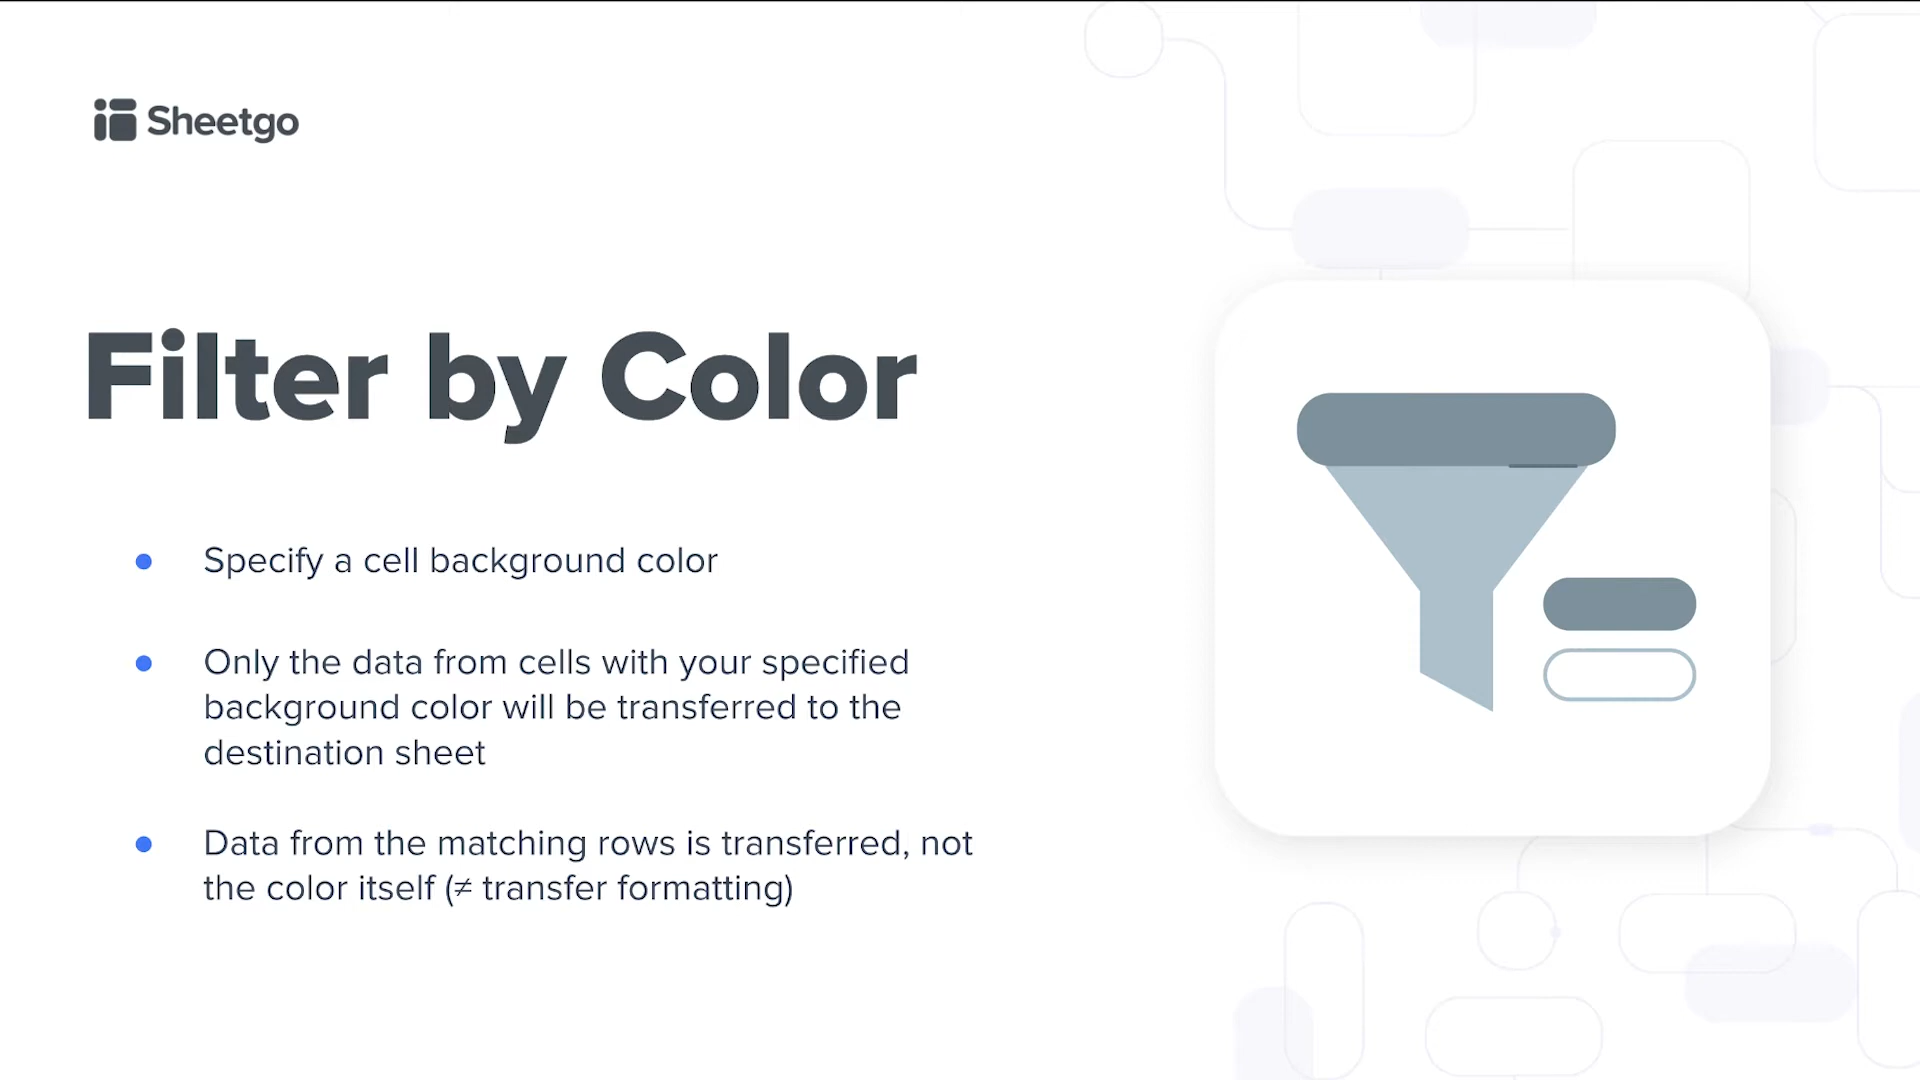 Sheetgo
Filter by Color
Specify a cell background color
Only the data from cells with your specified
background color will be transferred to the
destination sheet
Data from the matching rows is transferred, not
the color itself (≠ transfer formatting)